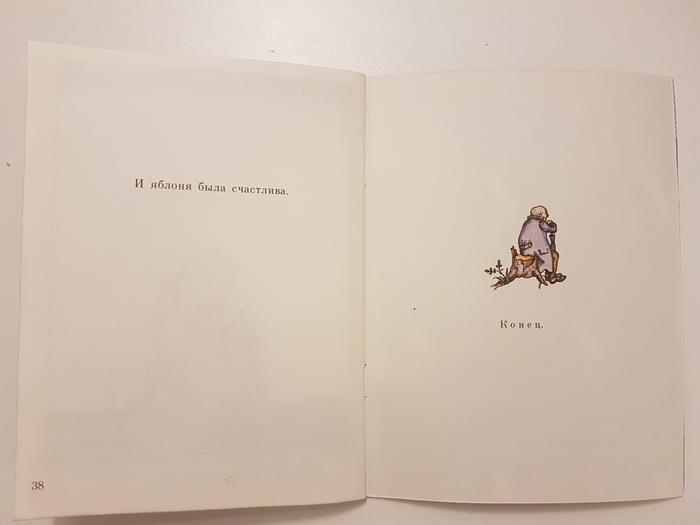 И яблоня была счастлива.
38
Конец.